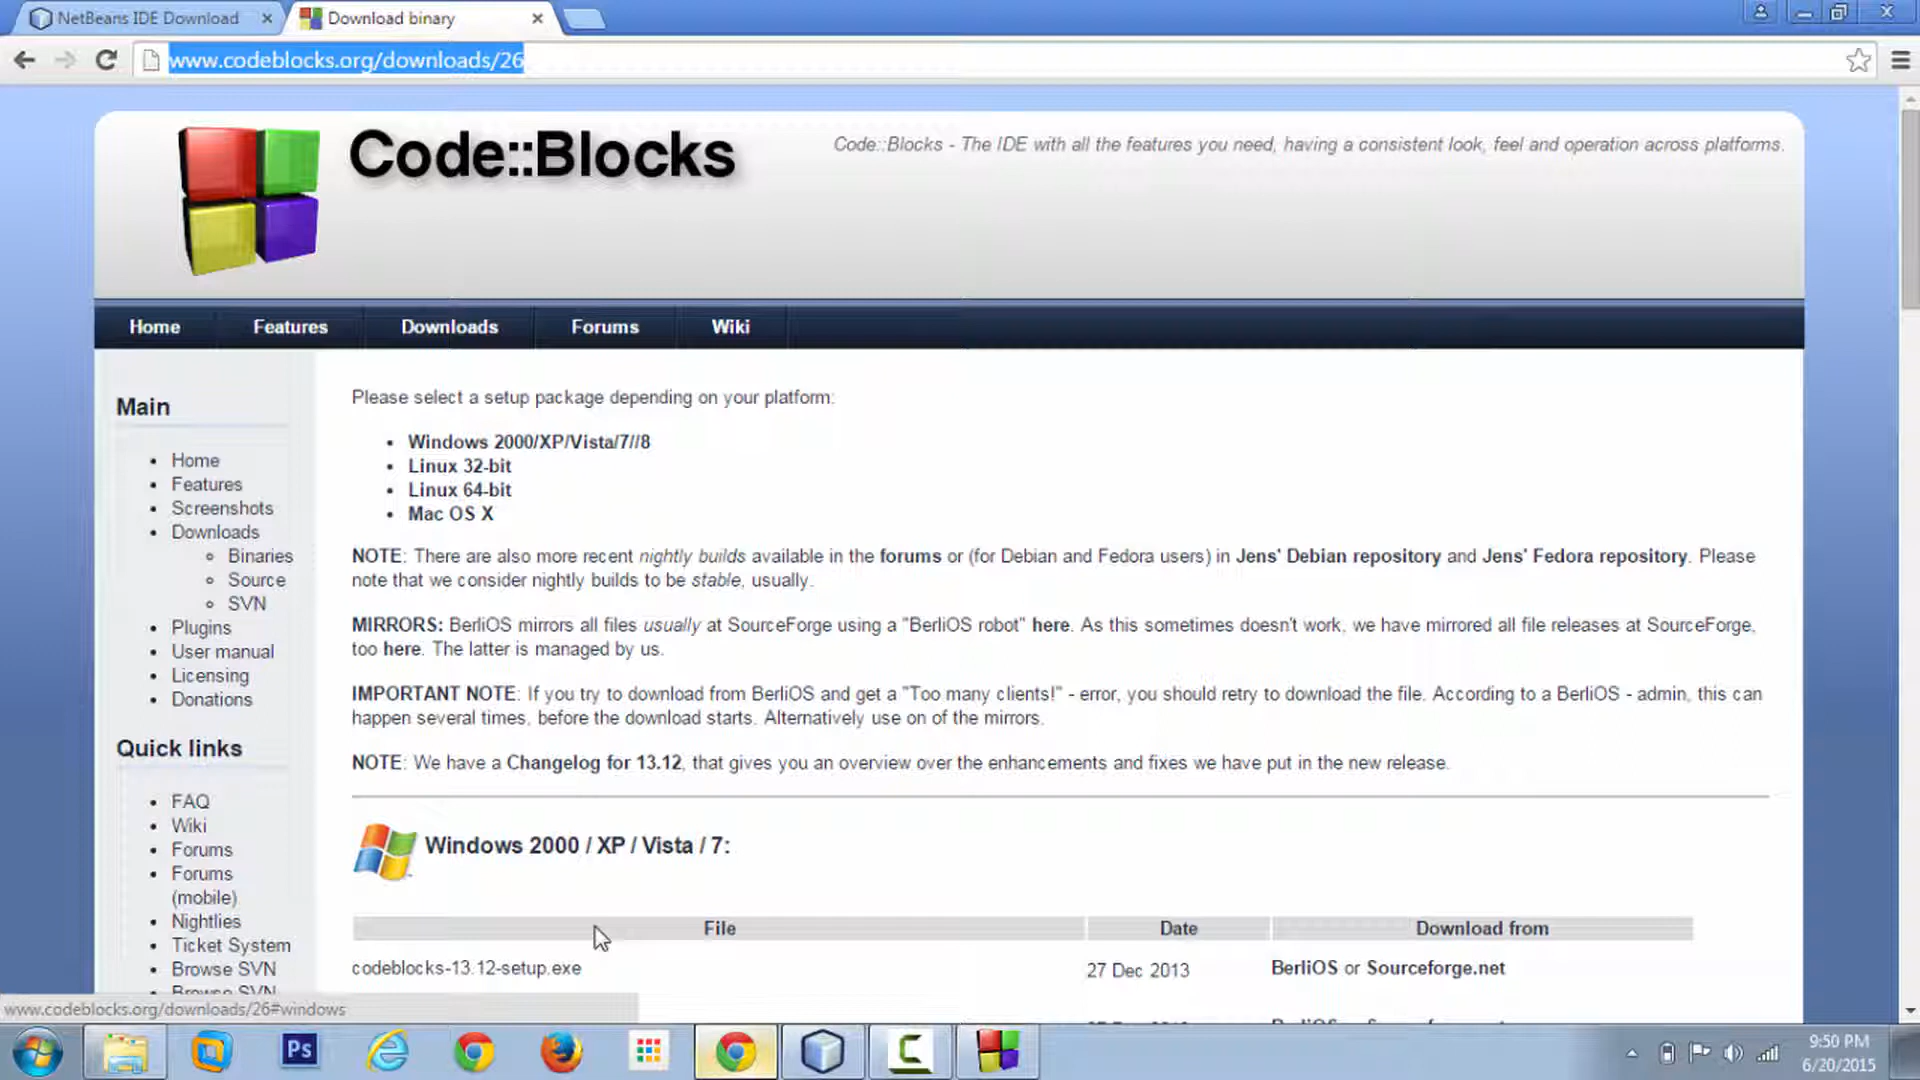 NetBeans IDE Download
Download binary
www.codeblocks.org/downloads/26
Code::Blocks
Code::Blocks - The IDE with all the features you need, having a consistent look, feel and operation across platforms.
Home Features Downloads Forums Wiki
Main
Home
Features
Screenshots
Downloads
Binaries
Source
SVN
Plugins
User manual
Licensing
Donations
Quick links
FAQ
Wiki
Forums
Forums
(mobile)
Nightlies
Ticket System
Browse SVN
Browse SVN
Please select a setup package depending on your platform:
Windows 2000/XP/Vista/7//8
Linux 32-bit
Linux 64-bit
Mac OS X
NOTE: There are also more recent nightly builds available in the forums or (for Debian and Fedora users) in Jens' Debian repository and Jens' Fedora repository. Please
note that we consider nightly builds to be stable, usually.
MIRRORS: BerliOS mirrors all files usually at SourceForge using a "BerliOS robot" here. As this sometimes doesn't work, we have mirrored all file releases at SourceForge,
too here. The latter is managed by us.
IMPORTANT NOTE: If you try to download from BerliOS and get a "Too many clients!" - error, you should retry to download the file. According to a BerliOS - admin, this can
happen several times, before the download starts. Alternatively use on of the mirrors.
NOTE: We have a Changelog for 13.12, that gives you an overview over the enhancements and fixes we have put in the new release.
Windows 2000 / XP / Vista / 7:
File Date Download from
codeblocks-13.12-setup.exe 27 Dec 2013 BerliOS or Sourceforge.net
www.codeblocks.org/downloads/26#windows
Ps
9:50 PM
6/20/2015